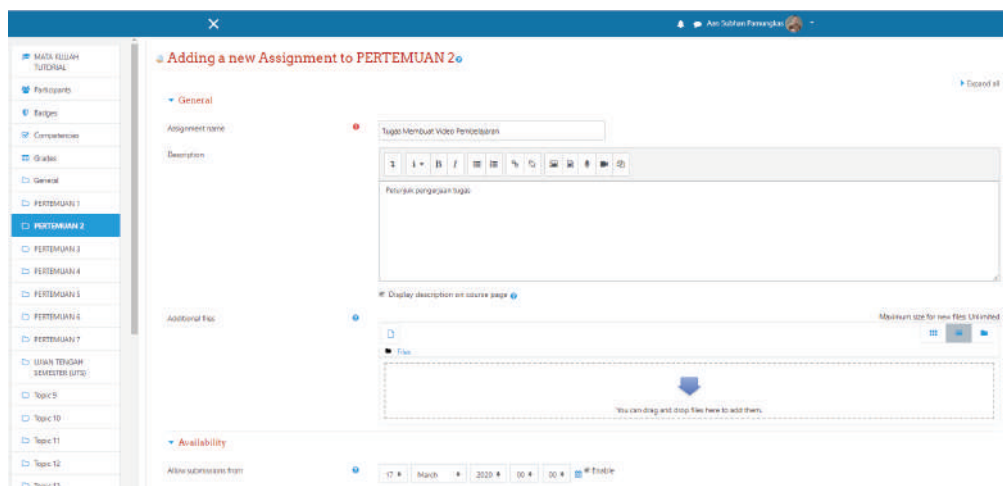 Aan Subhan Pamungkas
MATA KULIAH
TUTORIAL
Participants
Badges
Competencies
Grades
General
PERTEMUAN 1
PERTEMUAN 2
PERTEMUAN 3
PERTEMUAN 4
PERTEMUAN 5
PERTEMUAN 6
PERTEMUAN 7
UJIAN TENGAH
SEMESTER (UTS)
Topic 9
Topic 10
Topic 11
Topic 12
Adding a new Assignment to PERTEMUAN 2
Expand all
General
Assignment name
Tugas Membuat Video Pembelajaran
Description
B I
Petunjuk pengerjaan tugas
Display description on course page
Additional files
Maximum size for new files: Unlimited
Files
You can drag and drop files here to add them.
Availability
Allow submissions from
17 March 2020 00 00 Enable